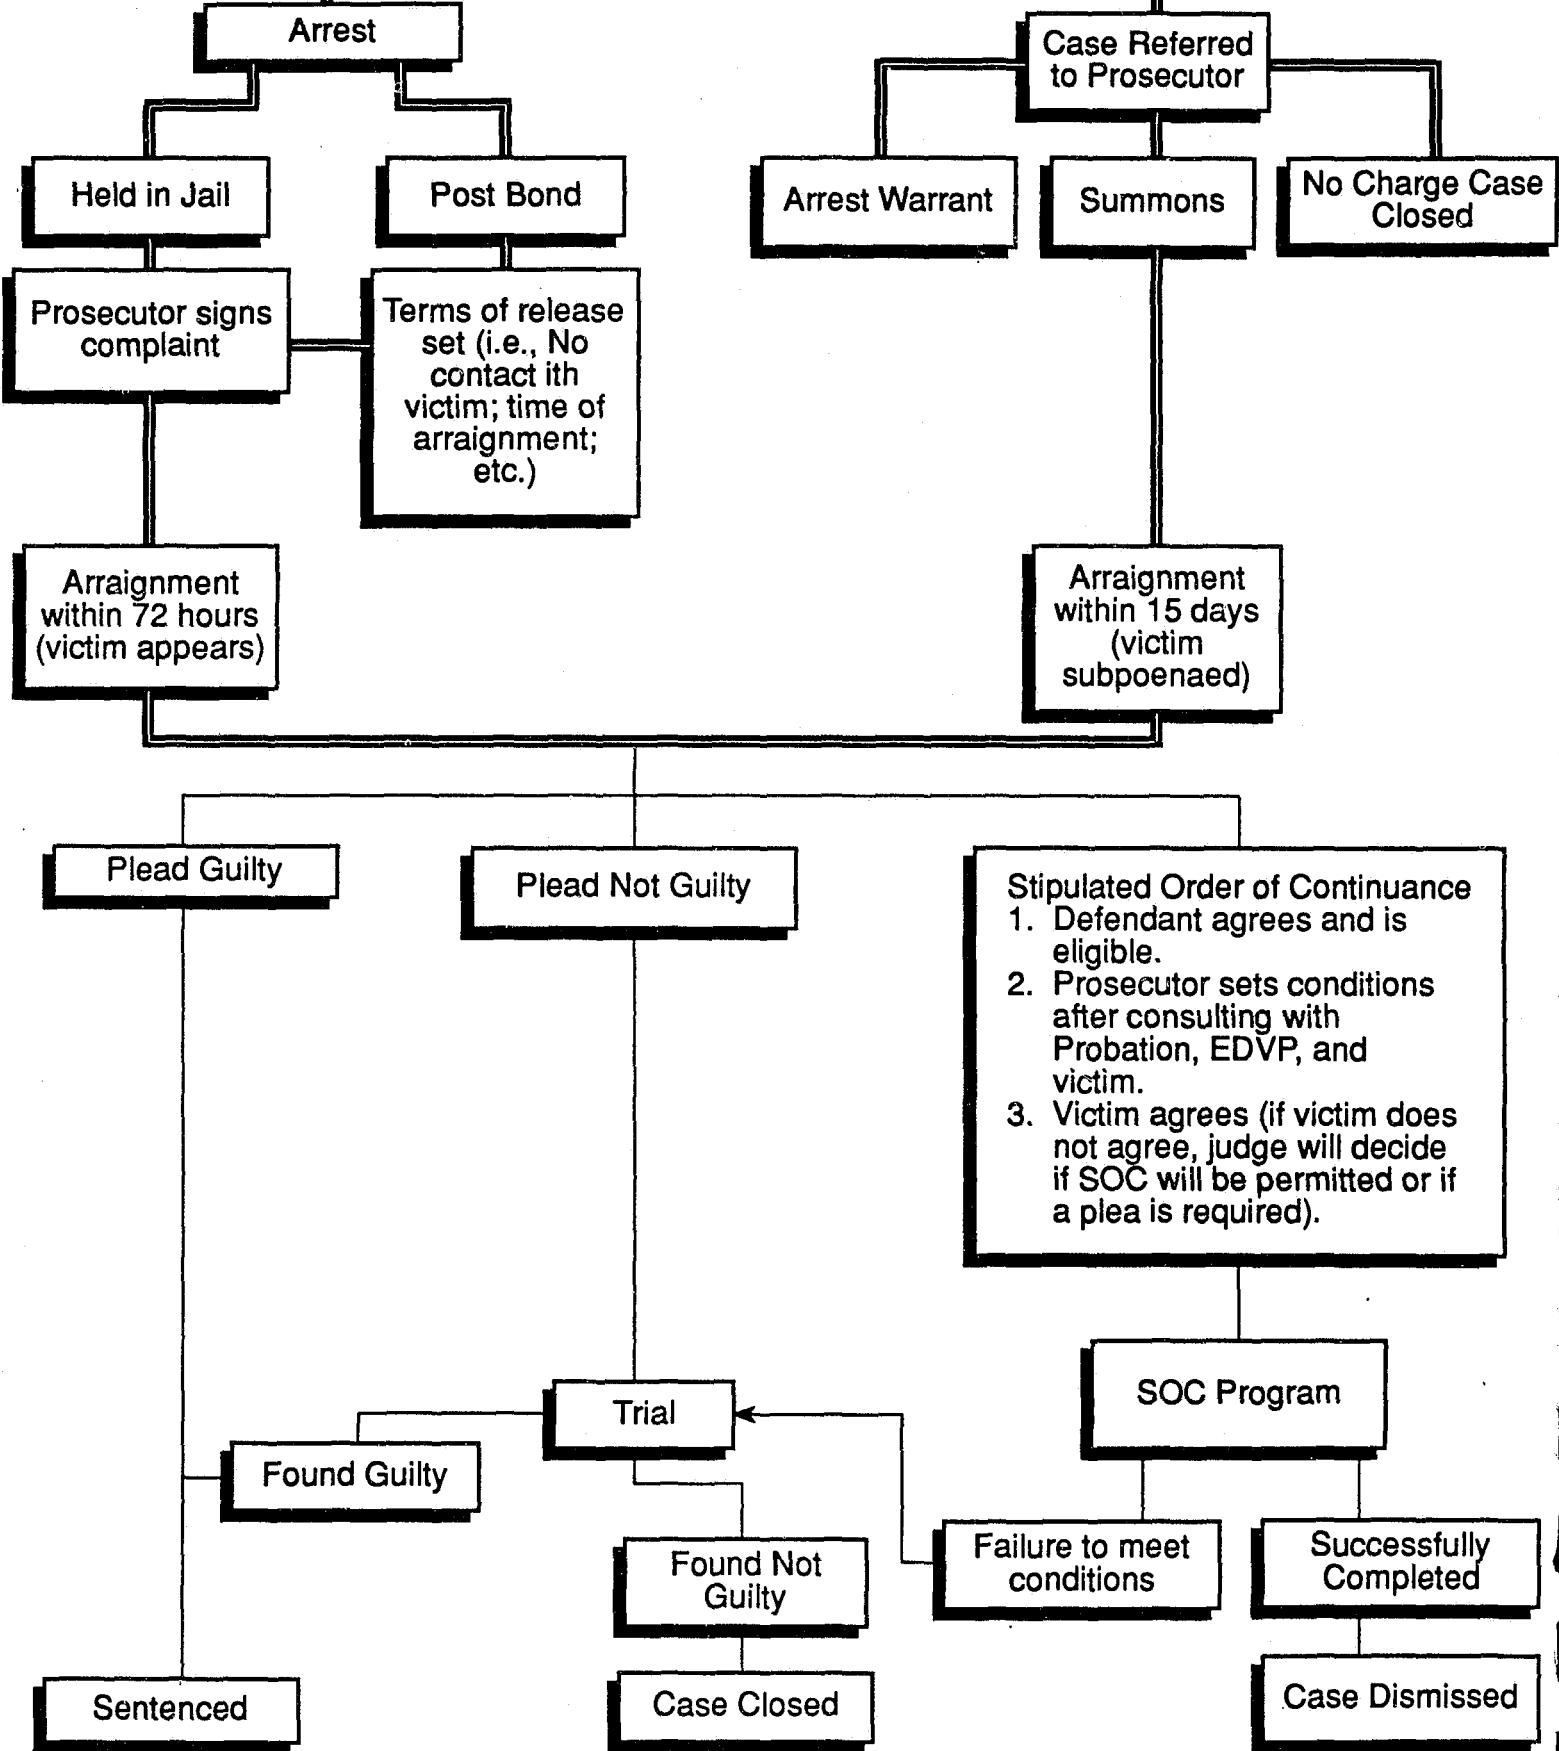 Arrest
Case Referred
to Prosecutor
Held in Jail
Post Bond
Arrest Warrant
Summons
No Charge Case
Closed
Prosecutor signs
complaint
Terms of release
set (i.e., No
contact ith
victim; time of
arraignment;
etc.)
Arraignment
within 72 hours
(victim appears)
Arraignment
within 15 days
(victim
subpoenaed)
Plead Guilty
Plead Not Guilty
Stipulated Order of Continuance
1. Defendant agrees and is
eligible.
2. Prosecutor sets conditions
after consulting with
Probation, EDVP, and
victim.
3. Victim agrees (if victim does
not agree, judge will decide
if SOC will be permitted or if
a plea is required).
SOC Program
Trial
Found Guilty
Found Not
Guilty
Failure to meet
conditions
Successfully
Completed
Sentenced
Case Closed
Case Dismissed